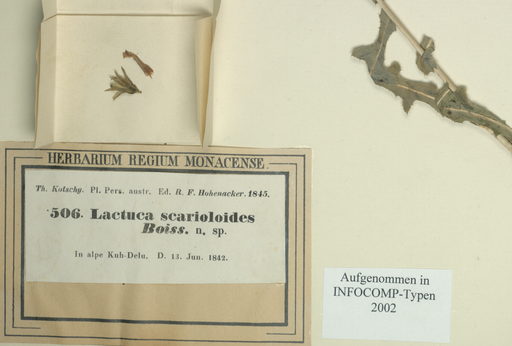 HERBARIUM REGIUM MONACENSE.
Th. Kotschy. Pl. Pers. austr. Ed. R. F. Hohenacker. 1845.
506. Lactuca scarioloides
Boiss. n. sp.
In alpe Kuh-Delu. D. 13. Jun. 1842.
Aufgenommen in
INFOCOMP-Typen
2002